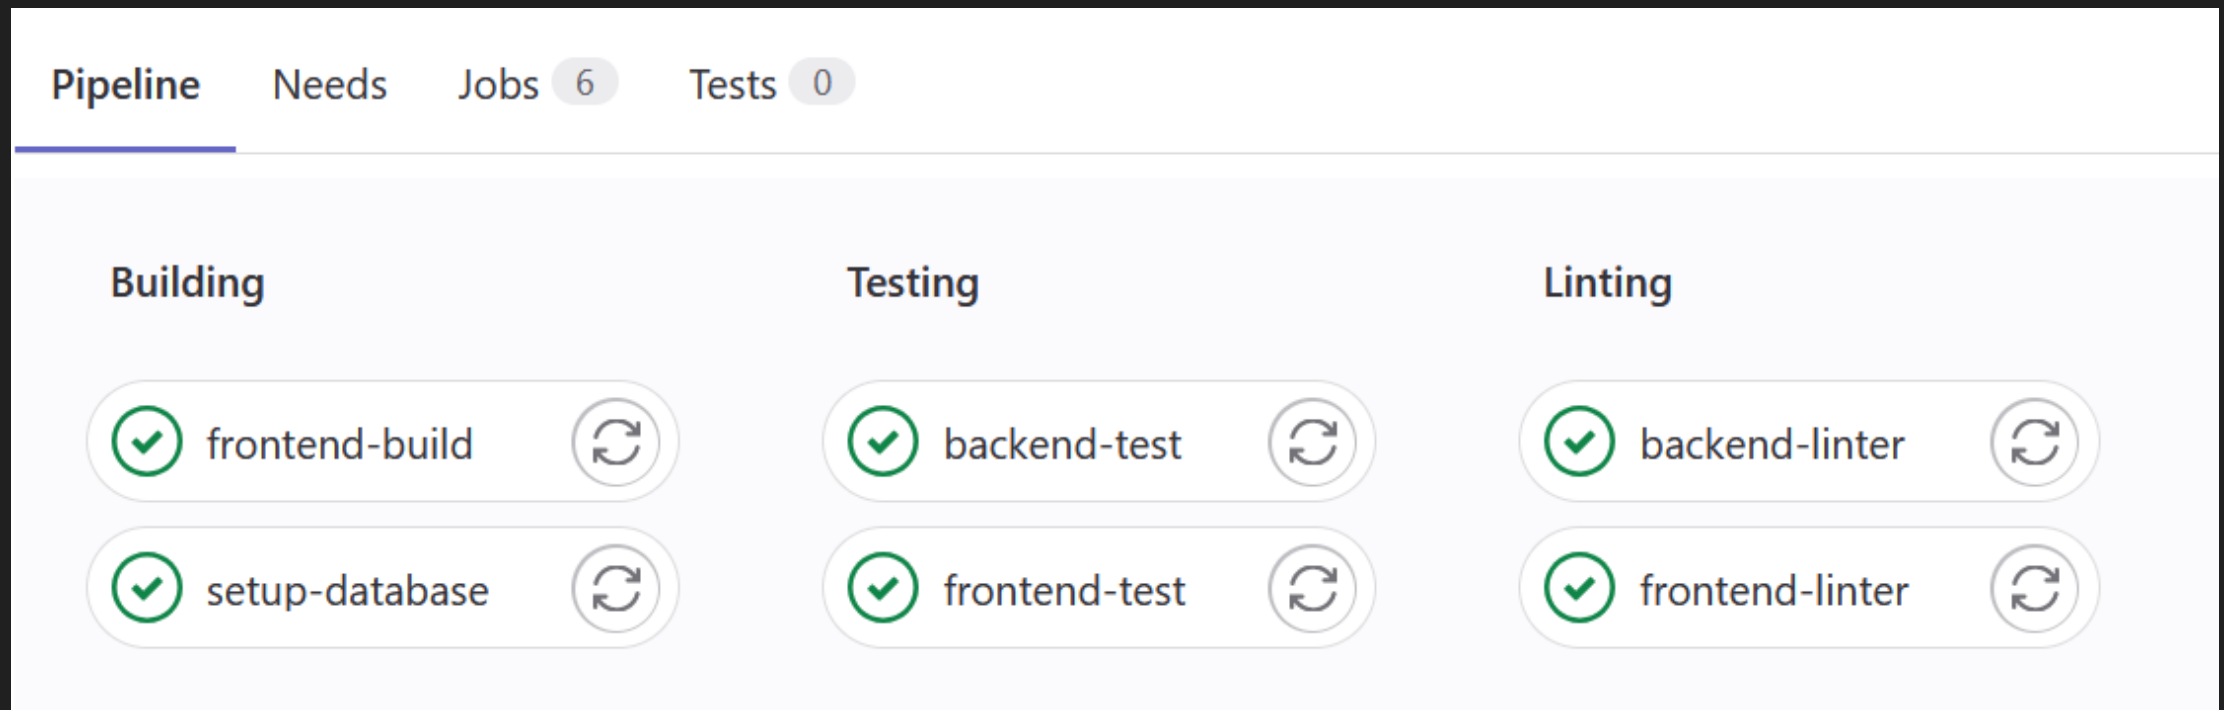 Pipeline Needs Jobs 6 Tests 0
Building Testing Linting
frontend-build backend-test backend-linter
setup-database frontend-test frontend-linter